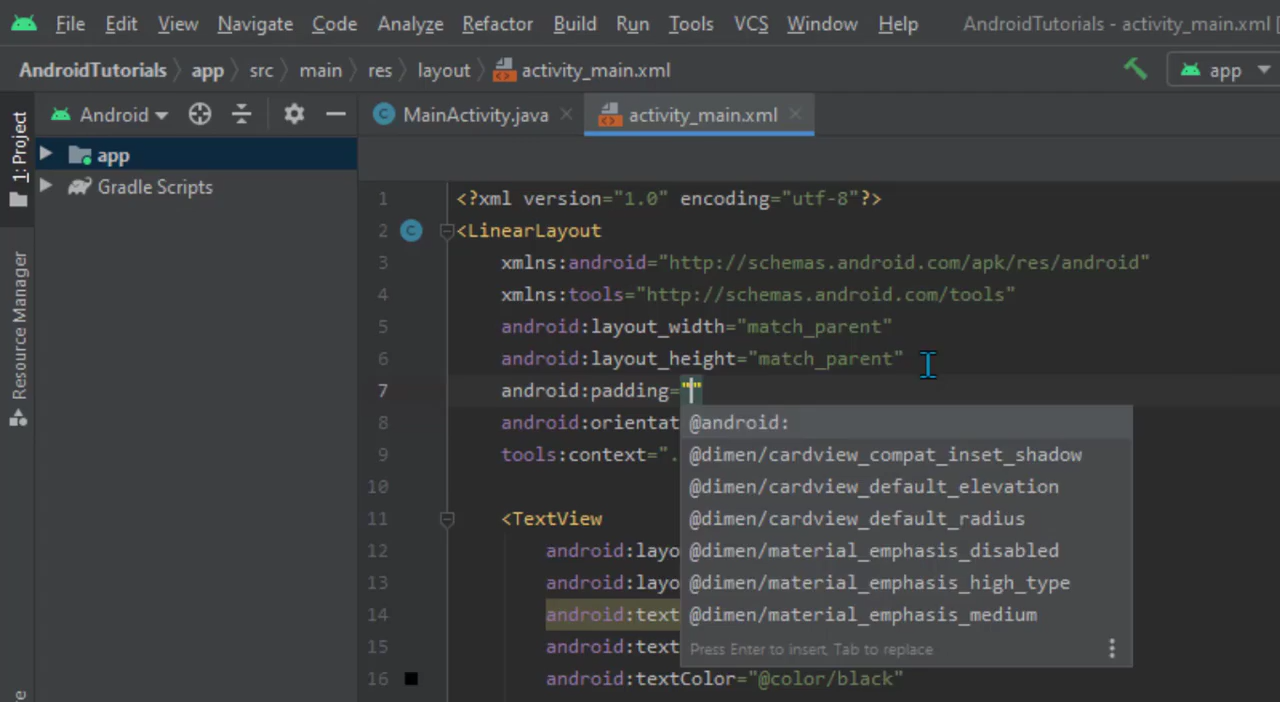 File Edit View Navigate Code Analyze Refactor Build Run Tools VCS Window Help AndroidTutorials - activity_main.xml [
AndroidTutorials app src main res layout activity_main.xml app
1: Project
Resource Manager
Android
app
Gradle Scripts
MainActivity.java activity_main.xml
1 <?xml version="1.0" encoding="utf-8"?>
2 <LinearLayout
3 xmlns:android="http://schemas.android.com/apk/res/android"
4 xmlns:tools="http://schemas.android.com/tools"
5 android:layout_width="match_parent"
6 android:layout_height="match_parent"
7 android:padding=""
8 android:orientat
9 tools:context=".
10
11 <TextView
12 android:layo
13 android:layo
14 android:text
15 android:text
16 android:textColor="@color/black"
@android:
@dimen/cardview_compat_inset_shadow
@dimen/cardview_default_elevation
@dimen/cardview_default_radius
@dimen/material_emphasis_disabled
@dimen/material_emphasis_high_type
@dimen/material_emphasis_medium
Press Enter to insert, Tab to replace